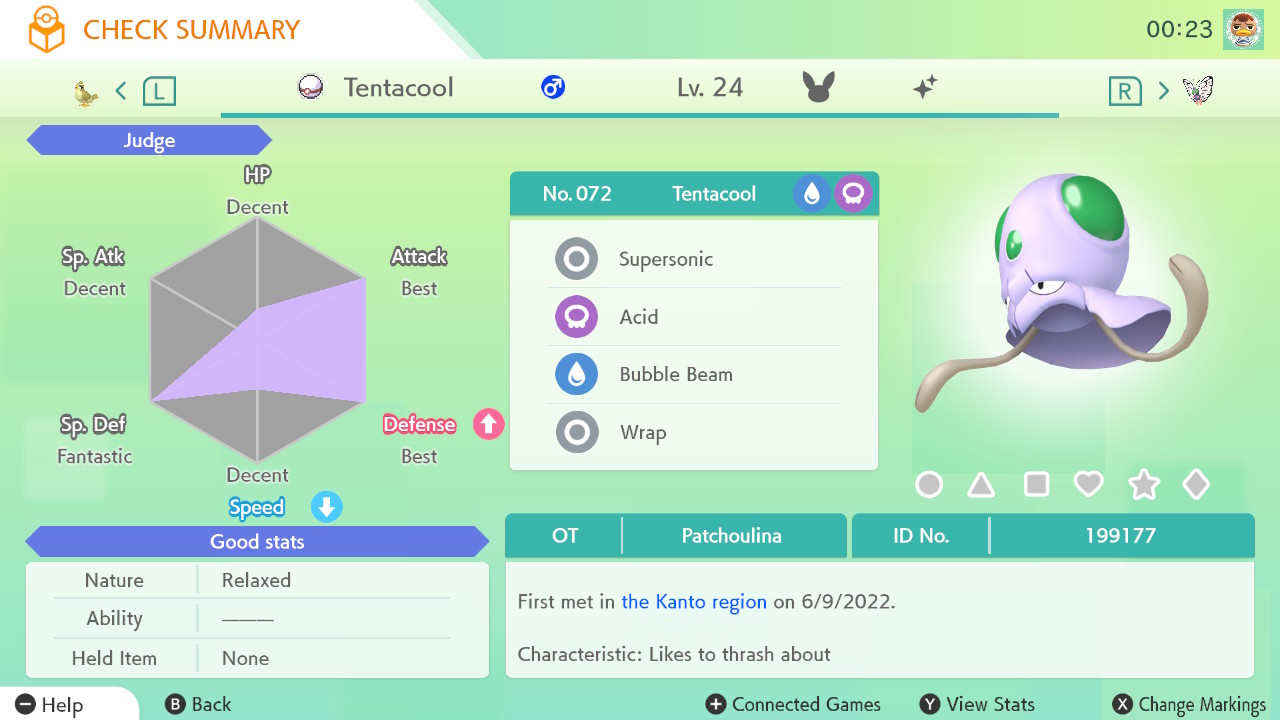 CHECK SUMMARY
00:23
L
Tentacool
Lv. 24
R
Judge
HP
Decent
Sp. Atk
Decent
Attack
Best
Sp. Def
Fantastic
Defense
Best
Decent
Speed
Good stats
Nature Relaxed
Ability ———
Held Item None
No. 072 Tentacool
Supersonic
Acid
Bubble Beam
Wrap
OT Patchoulina
ID No. 199177
First met in the Kanto region on 6/9/2022.
Characteristic: Likes to thrash about
Help
B Back
Connected Games
Y View Stats
X Change Markings